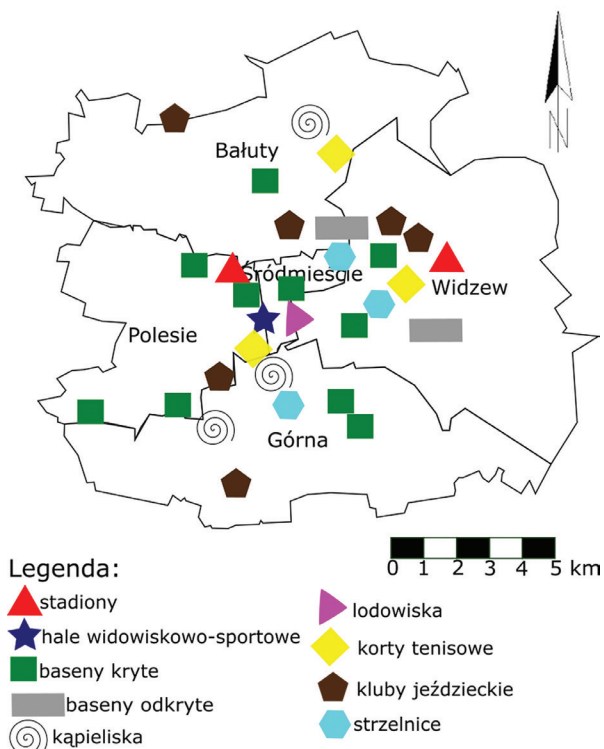 N
Bałuty
Śródmieście
Widzew
Polesie
Górna
0 1 2 3 4 5 km
Legenda:
stadiony
hale widowiskowo-sportowe
baseny kryte
baseny odkryte
kąpieliska
lodowiska
korty tenisowe
kluby jeździeckie
strzelnice